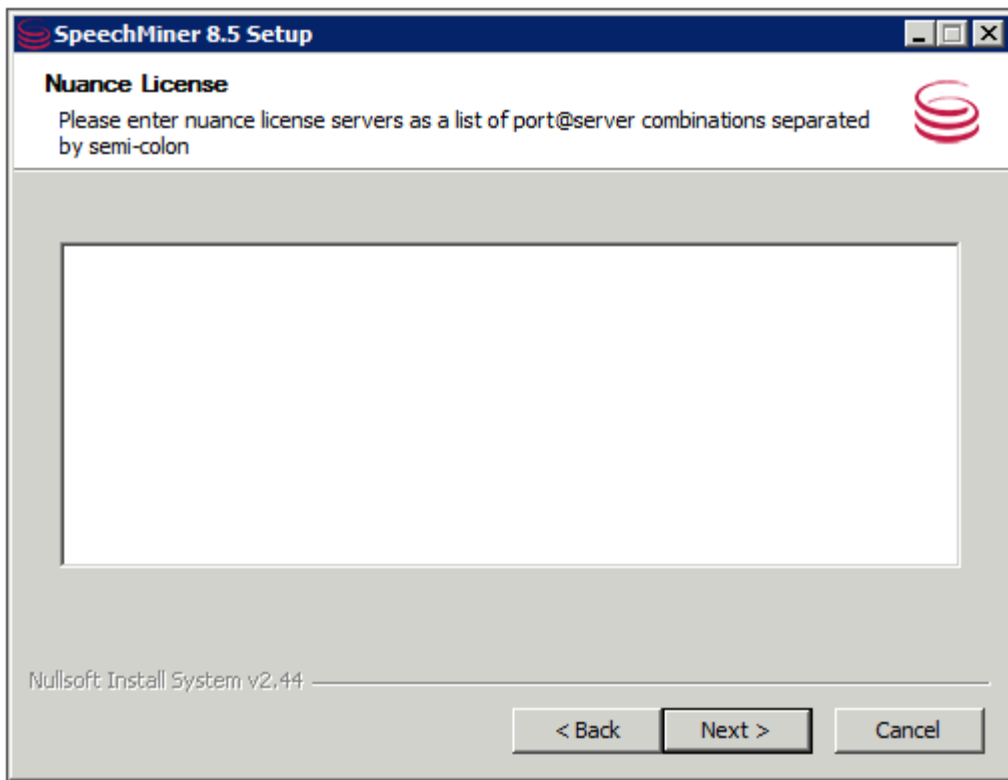 SpeechMiner 8.5 Setup
Nuance License
Please enter nuance license servers as a list of port@server combinations separated
by semi-colon
Nullsoft Install System v2.44
< Back
Next >
Cancel